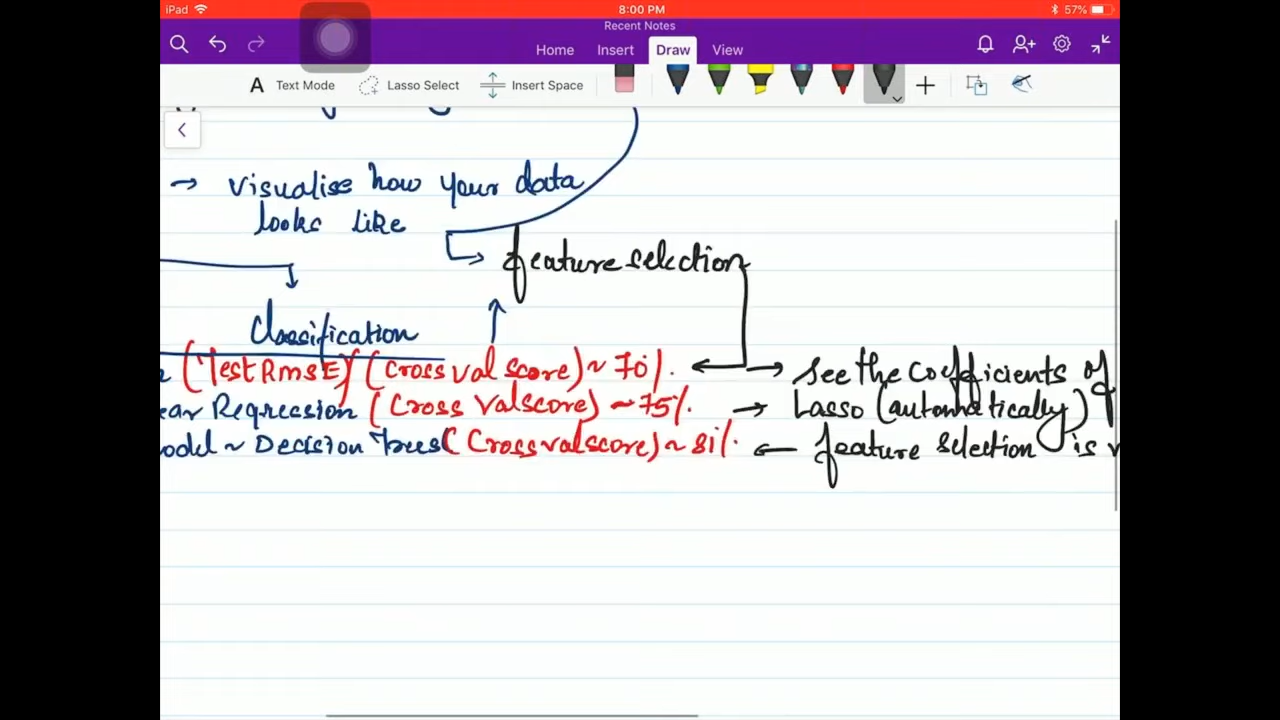 iPad 8:00 PM 57%
Recent Notes
Home Insert Draw View
A Text Mode Lasso Select Insert Space
→ visualise how your data
looks like
feature selection
Classification
(Test RmsE) (Cross val score) ~ 70%. ← → see the coefficients of
ear Regression (Cross Valscore) ~75%. → Lasso (automatically)
odel ~ Decision Trees (Crossvalscore) ~ 81%. ← feature selection is